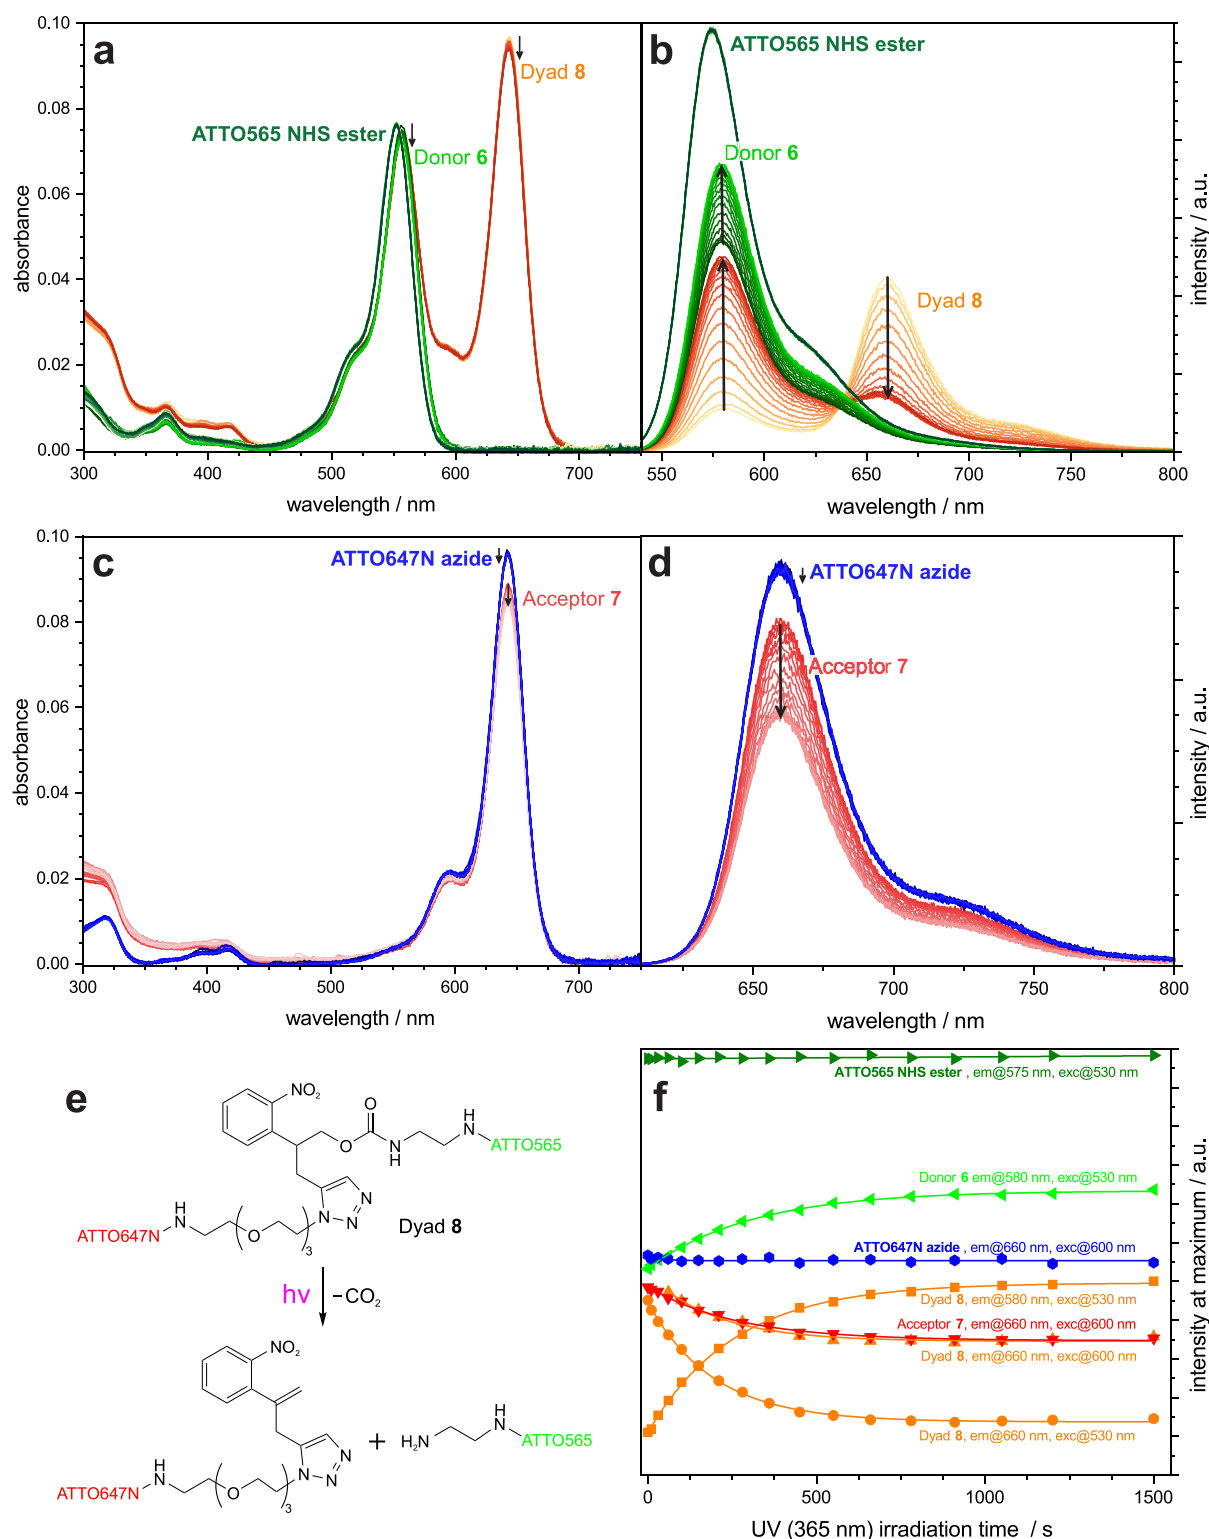 a
0.10
0.08
0.06
0.04
0.02
0.00
absorbance
Dyad 8
ATTO565 NHS ester
Donor 6
300
400
500
600
700
wavelength / nm
b
ATTO565 NHS ester
Donor 6
Dyad 8
intensity / a.u.
550
600
650
700
750
800
wavelength / nm
c
0.10
0.08
0.06
0.04
0.02
0.00
absorbance
ATTO647N azide
Acceptor 7
300
400
500
600
700
wavelength / nm
d
ATTO647N azide
Acceptor 7
intensity / a.u.
650
700
750
800
wavelength / nm
e
NO2
O
O
N
H
H
N
ATTO565
N
N
N
H
N
ATTO647N
O
3
Dyad 8
hν
−CO2
NO2
N
N
N
H
N
ATTO647N
O
3
+
H2N
H
N
ATTO565
f
ATTO565 NHS ester , em@575 nm, exc@530 nm
Donor 6 em@580 nm, exc@530 nm
ATTO647N azide , em@660 nm, exc@600 nm
Dyad 8, em@580 nm, exc@530 nm
Acceptor 7, em@660 nm, exc@600 nm
Dyad 8, em@660 nm, exc@600 nm
Dyad 8, em@660 nm, exc@530 nm
intensity at maximum / a.u.
0
500
1000
1500
UV (365 nm) irradiation time / s